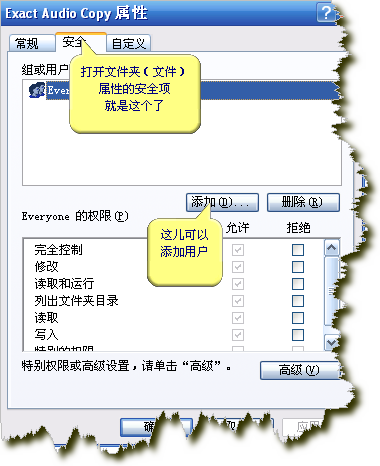 Exact Audio Copy 属性
?
常规
安全
自定义
组或用户
打开文件夹（文件）
属性的安全项
就是这个了
Ever
添加(D)...
删除(R)
Everyone 的权限(P)
允许
拒绝
这儿可以
添加用户
完全控制
修改
读取和运行
列出文件夹目录
读取
写入
特别的权限
特别权限或高级设置，请单击“高级”。
高级(V)
确
应用